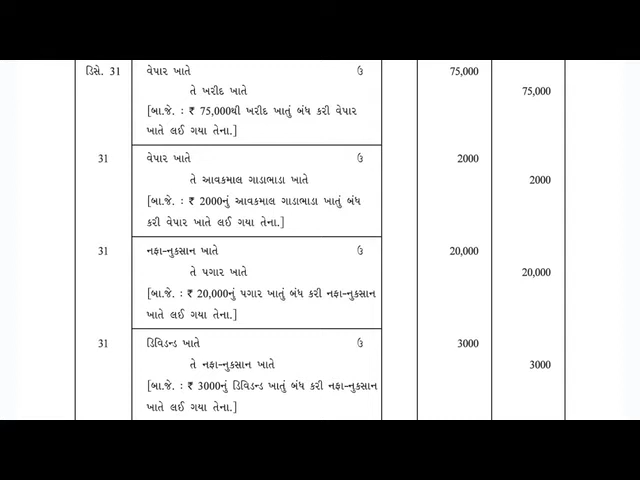 ડિસે. 31 વેપાર ખાતે ઉ 75,000
તે ખરીદ ખાતે 75,000
[બા.જે. : ₹ 75,000થી ખરીદ ખાતું બંધ કરી વેપાર
ખાતે લઈ ગયા તેના.]
31 વેપાર ખાતે ઉ 2000
તે આવકમાલ ગાડાભાડા ખાતે 2000
[બા.જે. : ₹ 2000નું આવકમાલ ગાડાભાડા ખાતું બંધ
કરી વેપાર ખાતે લઈ ગયા તેના.]
31 નફા-નુકસાન ખાતે ઉ 20,000
તે પગાર ખાતે 20,000
[બા.જે. : ₹ 20,000નું પગાર ખાતું બંધ કરી નફા-નુકસાન
ખાતે લઈ ગયા તેના.]
31 ડિવિડન્ડ ખાતે ઉ 3000
તે નફા-નુકસાન ખાતે 3000
[બા.જે. : ₹ 3000નું ડિવિડન્ડ ખાતું બંધ કરી નફા-નુકસાન
ખાતે લઈ ગયા તેના.]